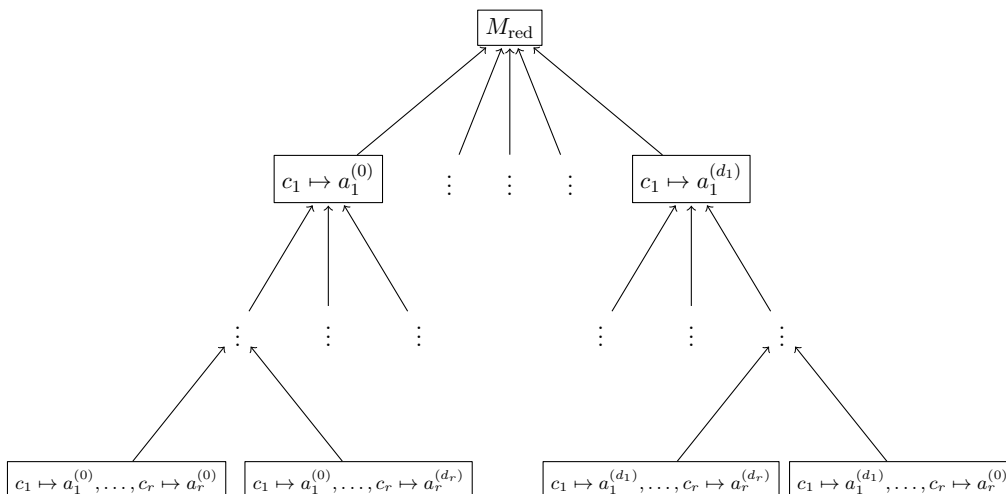 M_red
c_1 ↦ a_1^(0) ⋮ ⋮ ⋮ c_1 ↦ a_1^(d_1)
⋮ ⋮ ⋮ ⋮ ⋮ ⋮
c_1 ↦ a_1^(0), …, c_r ↦ a_r^(0) c_1 ↦ a_1^(0), …, c_r ↦ a_r^(d_r) c_1 ↦ a_1^(d_1), …, c_r ↦ a_r^(d_r) c_1 ↦ a_1^(d_1), …, c_r ↦ a_r^(0)